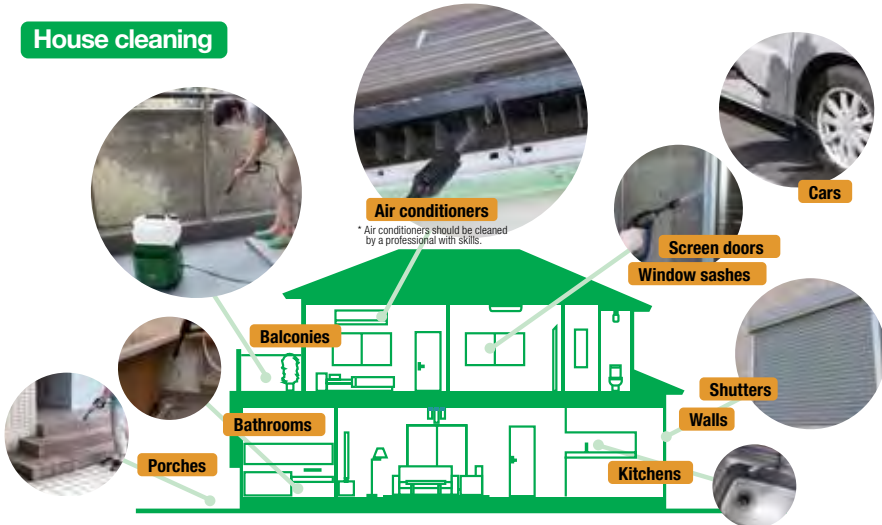 House cleaning
Air conditioners
* Air conditioners should be cleaned
by a professional with skills.
Cars
Screen doors
Window sashes
Balconies
Shutters
Walls
Bathrooms
Porches
Kitchens